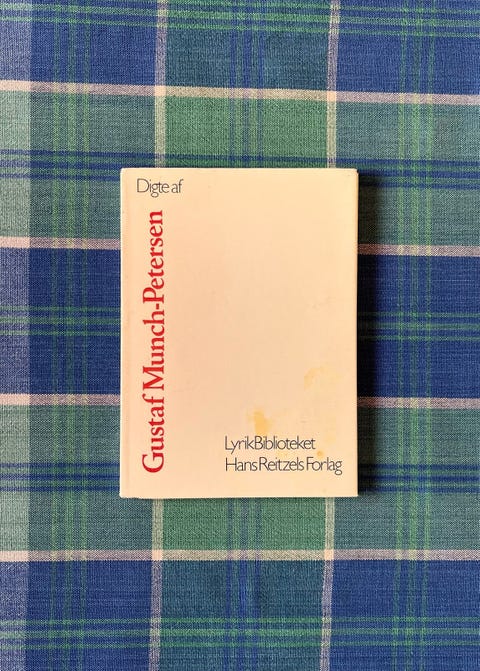 Digte af
Gustaf Munch-Petersen
LyrikBiblioteket
Hans Reitzels Forlag